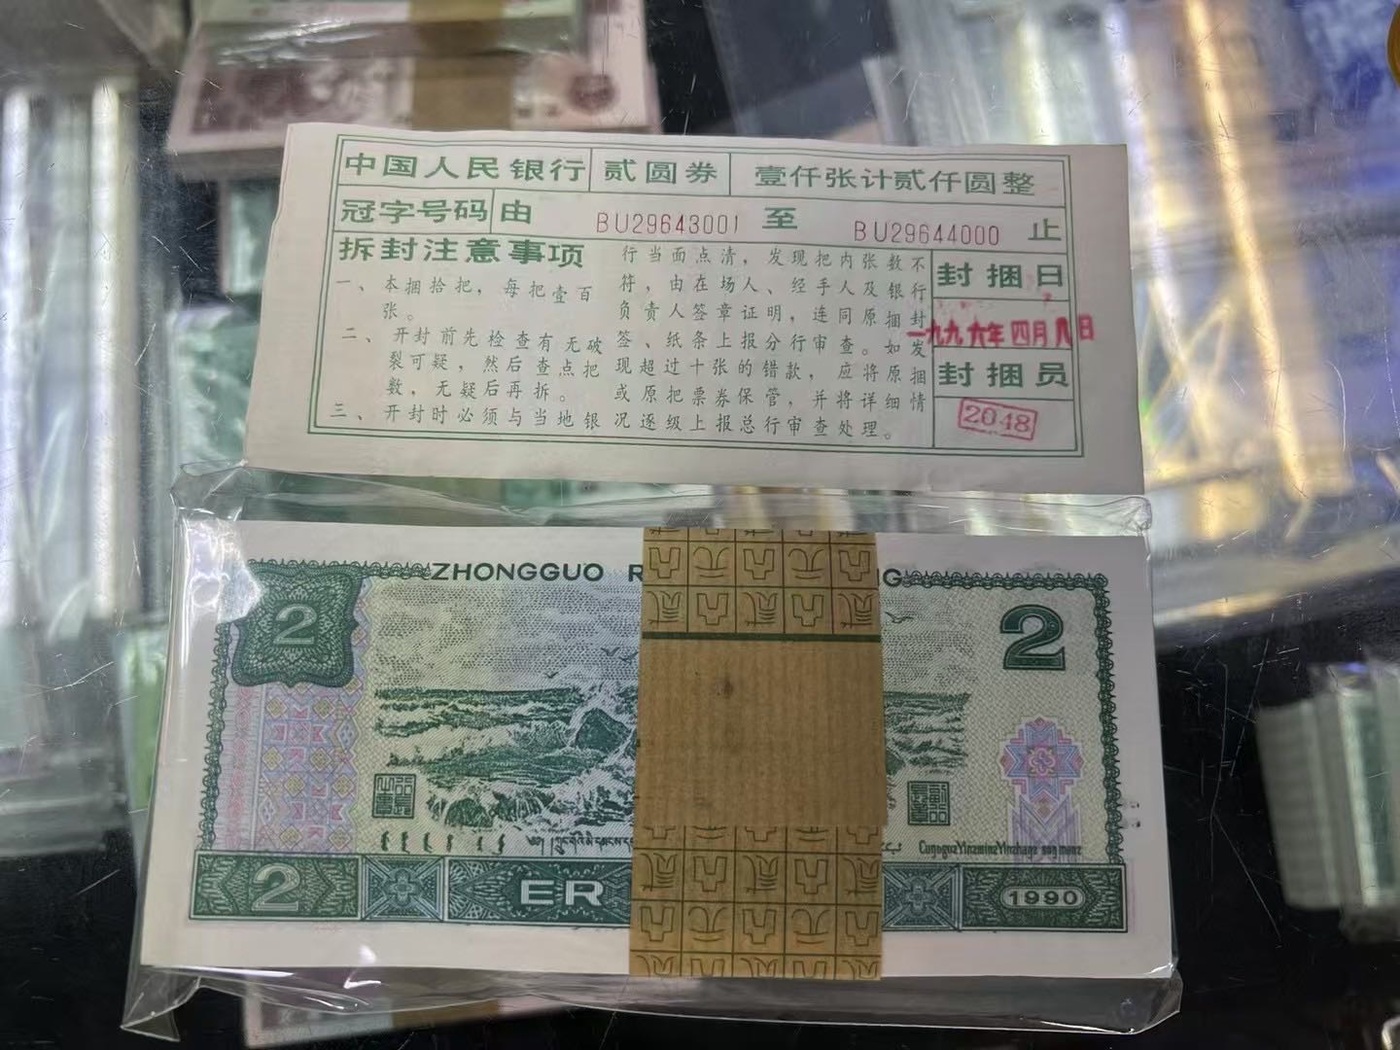 中国人民银行 贰圆券 壹仟张计贰仟圆整
冠字号码 由 BU29643001 至 BU29644000 止
拆封注意事项
一、本捆拾把，每把壹百
张。
二、开封前先检查有无破
裂可疑，然后查点把
数，无疑后再拆。
三、开封时必须与当地银
行当面点清，发现把内张数不
符，由在场人、经手人及银行
负责人签章证明，连同原捆封
签、纸条上报分行审查。如发
现超过十张的错款，应将原捆
或原把票券保管，并将详细情
况逐级上报总行审查处理。
封捆日
一九九六年四月八日
封捆员
2048
ZHONGGUO R
NG
2
2
2
ER
1990